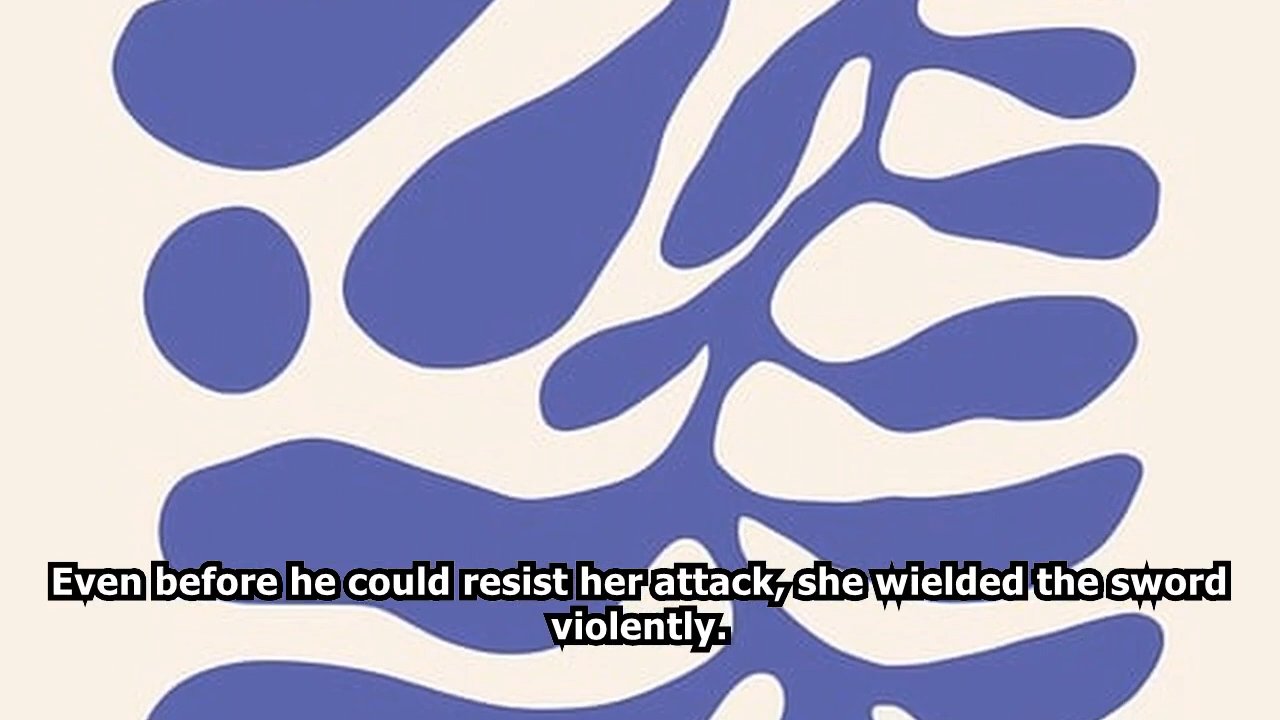 Even before he could resist her attack, she wielded the sword
violently.